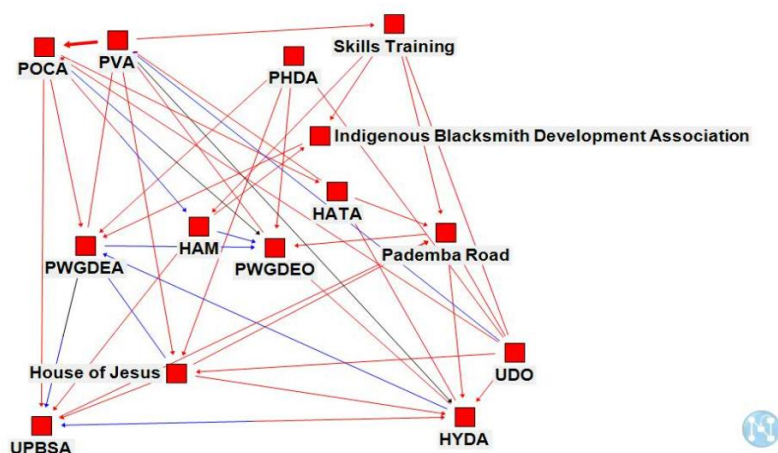 Skills Training
POCA
PVA
PHDA
Indigenous Blacksmith Development Association
HATA
HAM
PWGDEA
PWGDEO
Pademba Road
House of Jesus
UDO
UPBSA
HYDA